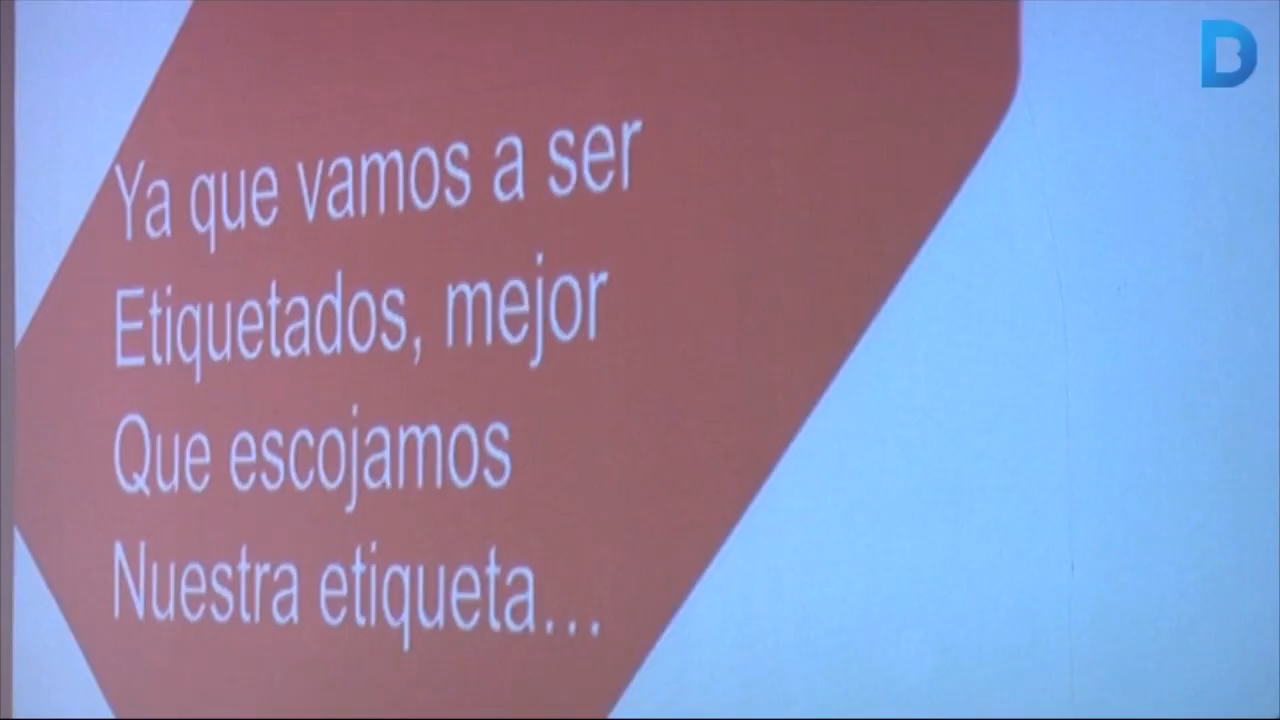 Ya que vamos a ser
Etiquetados, mejor
Que escojamos
Nuestra etiqueta...